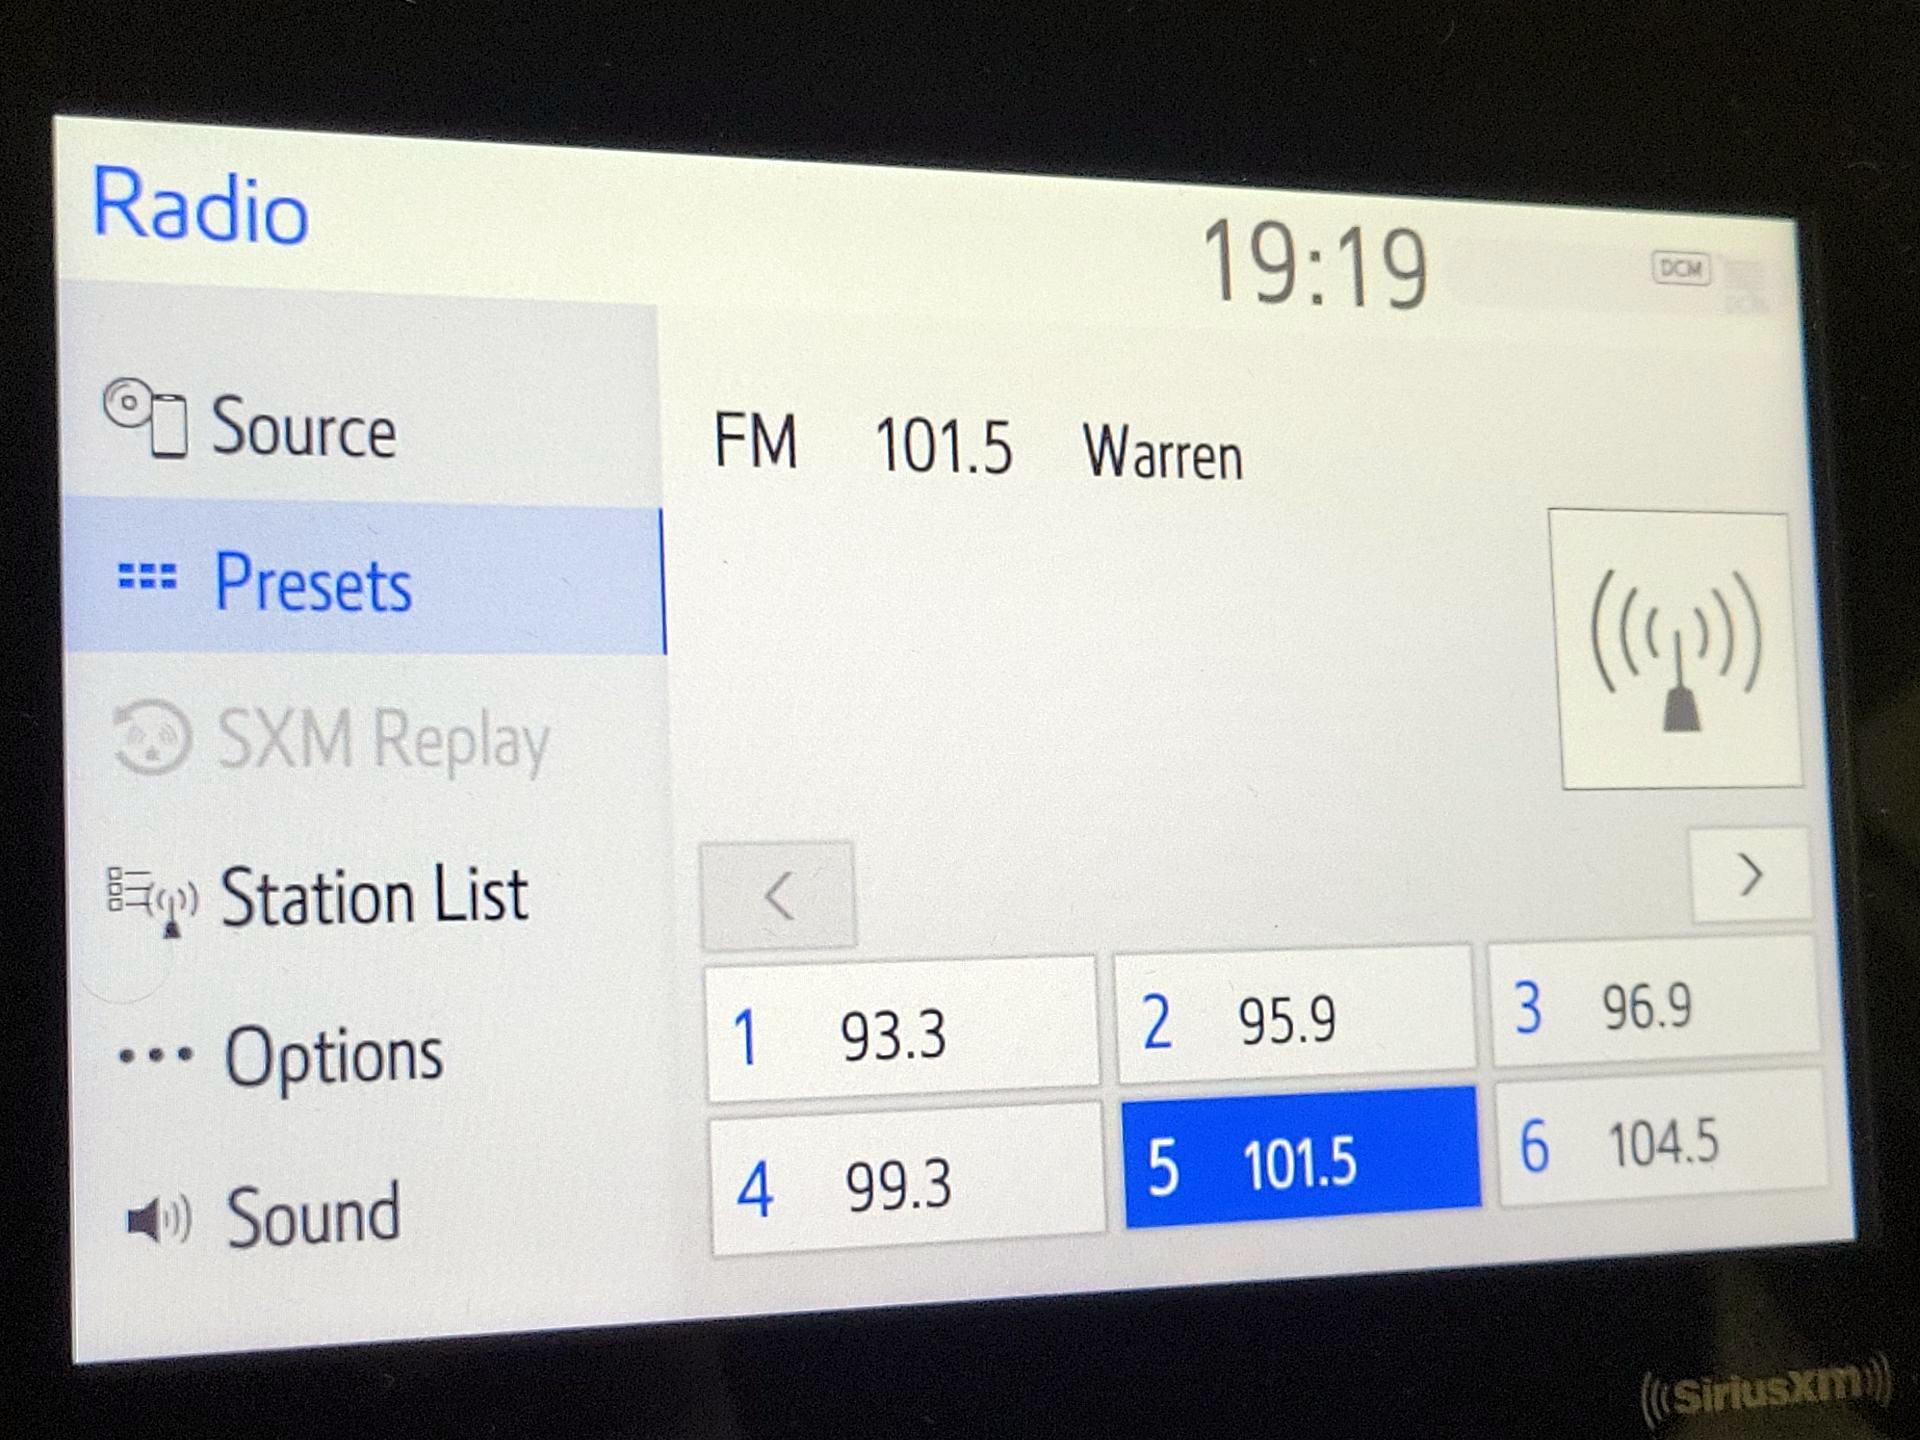 Radio
19:19
DCM
Source
Presets
SXM Replay
Station List
Options
Sound
FM 101.5 Warren
<
>
1 93.3
2 95.9
3 96.9
4 99.3
5 101.5
6 104.5
((SiriusXM))